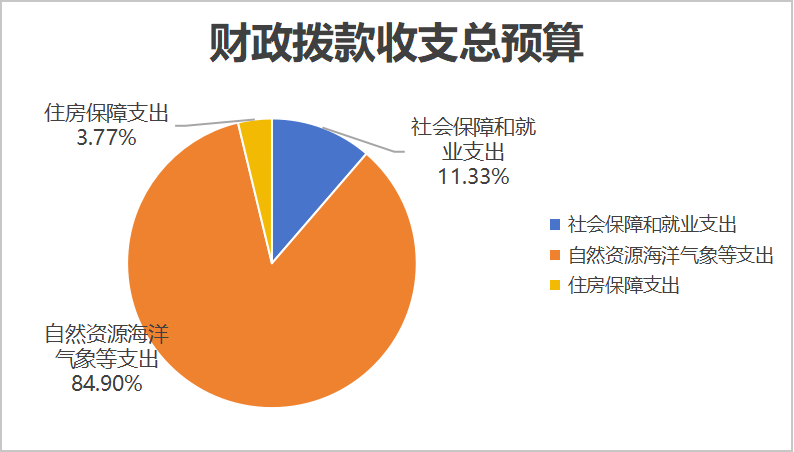 财政拨款收支总预算
住房保障支出
3.77%
社会保障和就
业支出
11.33%
社会保障和就业支出
自然资源海洋气象等支出
住房保障支出
自然资源海洋
气象等支出
84.90%